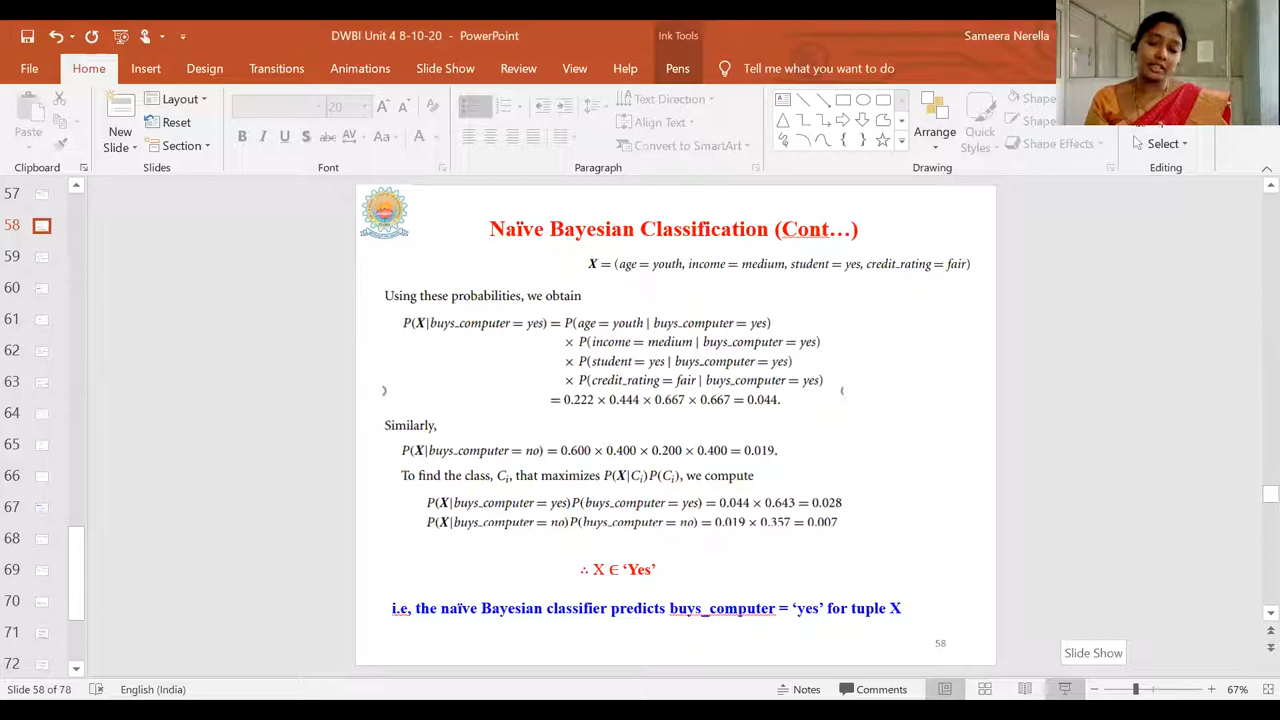 DWBI Unit 4 8-10-20 - PowerPoint
Ink Tools
Sameera Nerella
File
Home
Insert
Design
Transitions
Animations
Slide Show
Review
View
Help
Pens
Tell me what you want to do
Paste
New
Slide
Layout
Reset
Section
20
B I U S abc AV Aa A
Text Direction
Align Text
Convert to SmartArt
Arrange
Quick
Styles
Shape
Shape
Shape Effects
Select
Clipboard
Slides
Font
Paragraph
Drawing
Editing
57
58
59
60
61
62
63
64
65
66
67
68
69
70
71
72
Naïve Bayesian Classification (Cont…)
X = (age = youth, income = medium, student = yes, credit_rating = fair)
Using these probabilities, we obtain
P(X|buys_computer = yes) = P(age = youth | buys_computer = yes)
× P(income = medium | buys_computer = yes)
× P(student = yes | buys_computer = yes)
× P(credit_rating = fair | buys_computer = yes)
= 0.222 × 0.444 × 0.667 × 0.667 = 0.044.
Similarly,
P(X|buys_computer = no) = 0.600 × 0.400 × 0.200 × 0.400 = 0.019.
To find the class, Ci, that maximizes P(X|Ci)P(Ci), we compute
P(X|buys_computer = yes)P(buys_computer = yes) = 0.044 × 0.643 = 0.028
P(X|buys_computer = no)P(buys_computer = no) = 0.019 × 0.357 = 0.007
∴ X ∈ ‘Yes’
i.e, the naïve Bayesian classifier predicts buys_computer = ‘yes’ for tuple X
58
Slide Show
Slide 58 of 78
English (India)
Notes
Comments
67%